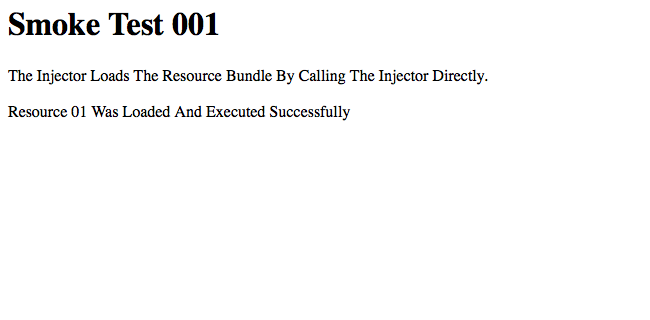 Smoke Test 001
The Injector Loads The Resource Bundle By Calling The Injector Directly.
Resource 01 Was Loaded And Executed Successfully